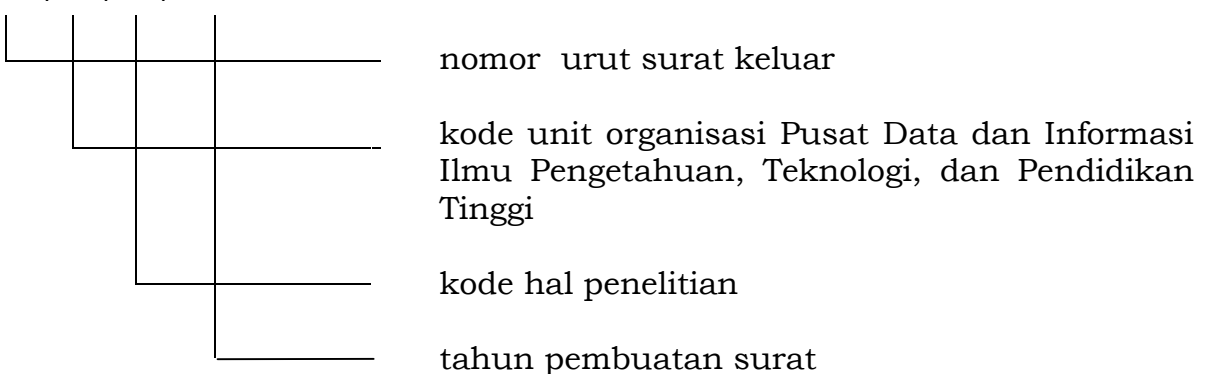 nomor urut surat keluar
kode unit organisasi Pusat Data dan Informasi
Ilmu Pengetahuan, Teknologi, dan Pendidikan
Tinggi
kode hal penelitian
tahun pembuatan surat